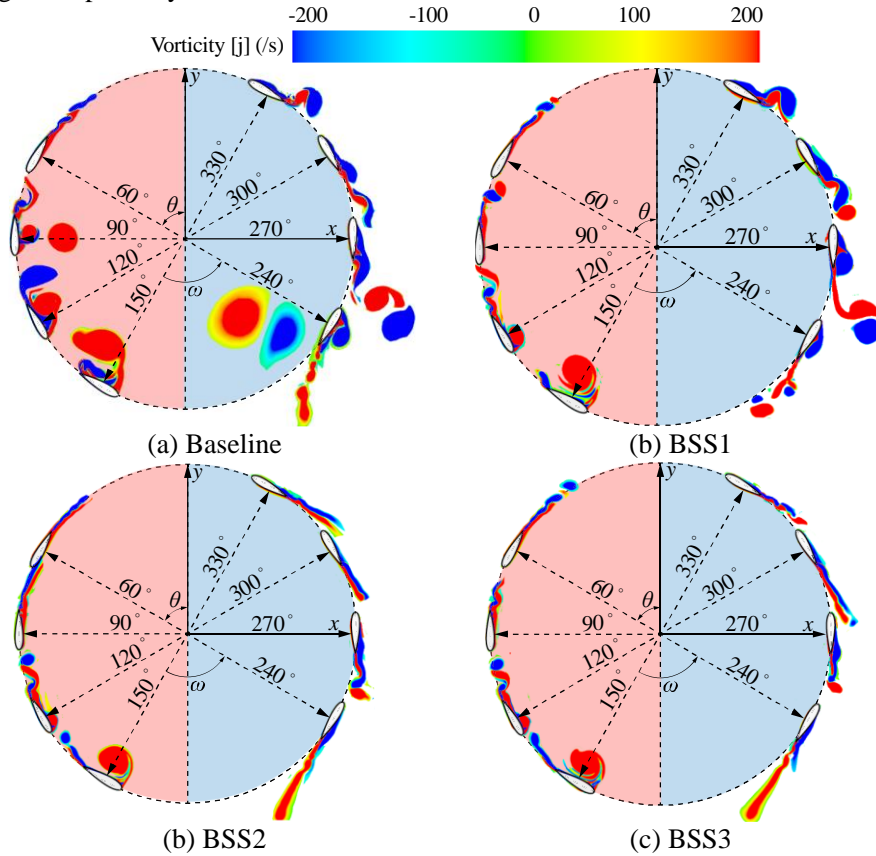 -200 -100 0 100 200
Vorticity [j] (/s)
y
330°
300°
60°
θ
90°
270° x
120°
240°
150°
ω
(a) Baseline
y
330°
300°
60°
θ
90°
270° x
120°
240°
150°
ω
(b) BSS1
y
330°
300°
60°
θ
90°
270° x
120°
240°
150°
ω
(b) BSS2
y
330°
300°
60°
θ
90°
270° x
120°
240°
150°
ω
(c) BSS3